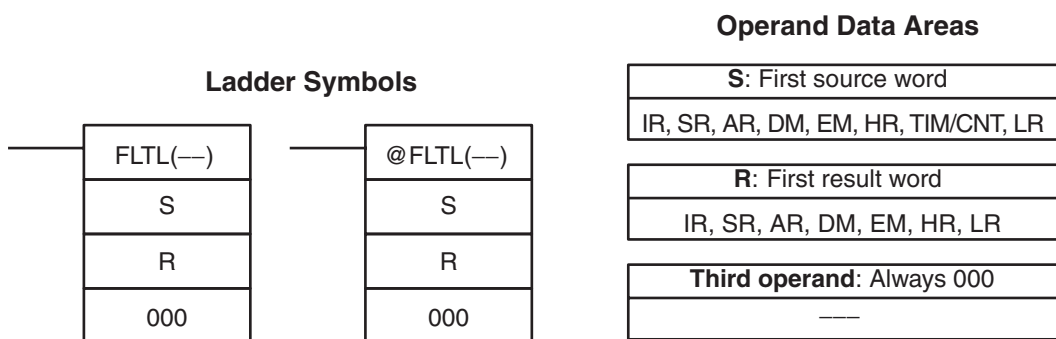 Ladder Symbols
FLTL(––)
S
R
000
@FLTL(––)
S
R
000
Operand Data Areas
S: First source word
IR, SR, AR, DM, EM, HR, TIM/CNT, LR
R: First result word
IR, SR, AR, DM, EM, HR, LR
Third operand: Always 000
–––